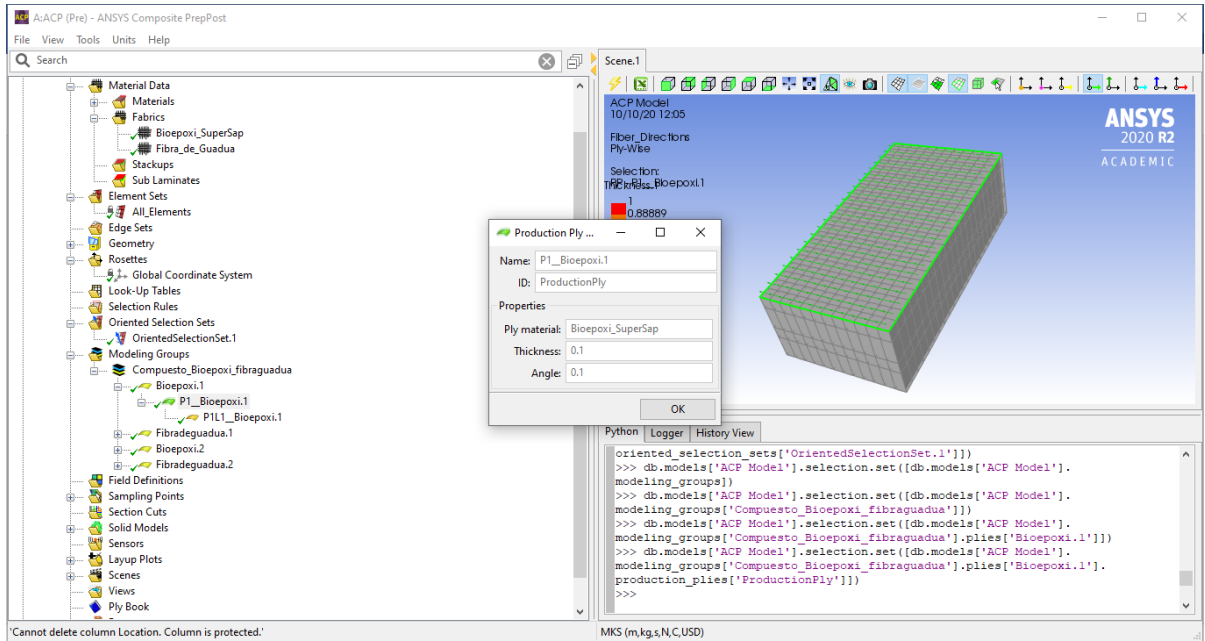 A:ACP (Pre) - ANSYS Composite PrepPost
File View Tools Units Help
Search
Material Data
Materials
Fabrics
Bioepoxi_SuperSap
Fibra_de_Guadua
Stackups
Sub Laminates
Element Sets
All_Elements
Edge Sets
Geometry
Rosettes
Global Coordinate System
Look-Up Tables
Selection Rules
Oriented Selection Sets
OrientedSelectionSet.1
Modeling Groups
Compuesto_Bioepoxi_fibraguadua
Bioepoxi.1
P1__Bioepoxi.1
P1L1__Bioepoxi.1
Fibradeguadua.1
Bioepoxi.2
Fibradeguadua.2
Field Definitions
Sampling Points
Section Cuts
Solid Models
Sensors
Layup Plots
Scenes
Views
Ply Book
'Cannot delete column Location. Column is protected.'
Scene.1
ACP Model
10/10/20 12:05
Fiber_Directions
Ply-Wise
Selection:
1
0.88889
ANSYS
2020 R2
ACADEMIC
Production Ply ...
Name: P1__Bioepoxi.1
ID: ProductionPly
Properties
Ply material: Bioepoxi_SuperSap
Thickness: 0.1
Angle: 0.1
OK
Python Logger History View
oriented_selection_sets['OrientedSelectionSet.1']])
>>> db.models['ACP Model'].selection.set([db.models['ACP Model'].
modeling_groups])
>>> db.models['ACP Model'].selection.set([db.models['ACP Model'].
modeling_groups['Compuesto_Bioepoxi_fibraguadua']])
>>> db.models['ACP Model'].selection.set([db.models['ACP Model'].
modeling_groups['Compuesto_Bioepoxi_fibraguadua'].plies['Bioepoxi.1']])
>>> db.models['ACP Model'].selection.set([db.models['ACP Model'].
modeling_groups['Compuesto_Bioepoxi_fibraguadua'].plies['Bioepoxi.1'].
production_plies['ProductionPly']])
>>>
MKS (m,kg,s,N,C,USD)